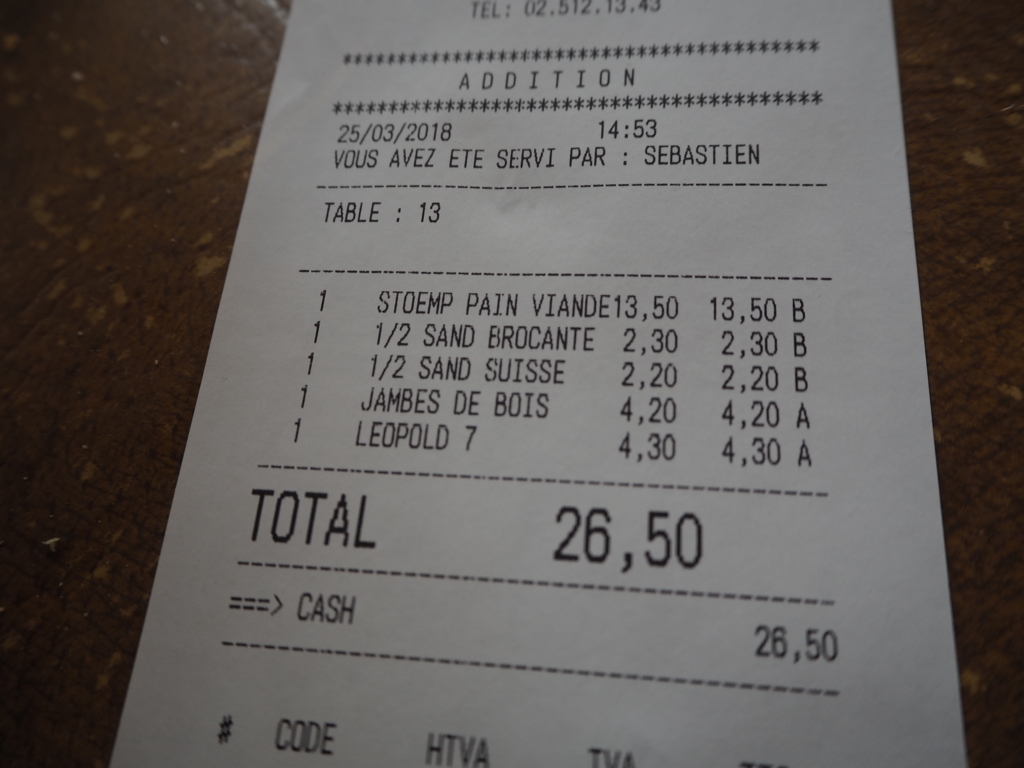 TEL: 02.512.13.43
****************************************
A D D I T I O N
****************************************
25/03/2018 14:53
VOUS AVEZ ETE SERVI PAR : SEBASTIEN
TABLE : 13
1 STOEMP PAIN VIANDE13,50 13,50 B
1 1/2 SAND BROCANTE 2,30 2,30 B
1 1/2 SAND SUISSE 2,20 2,20 B
1 JAMBES DE BOIS 4,20 4,20 A
1 LEOPOLD 7 4,30 4,30 A
TOTAL 26,50
===> CASH 26,50
# CODE HTVA TVA